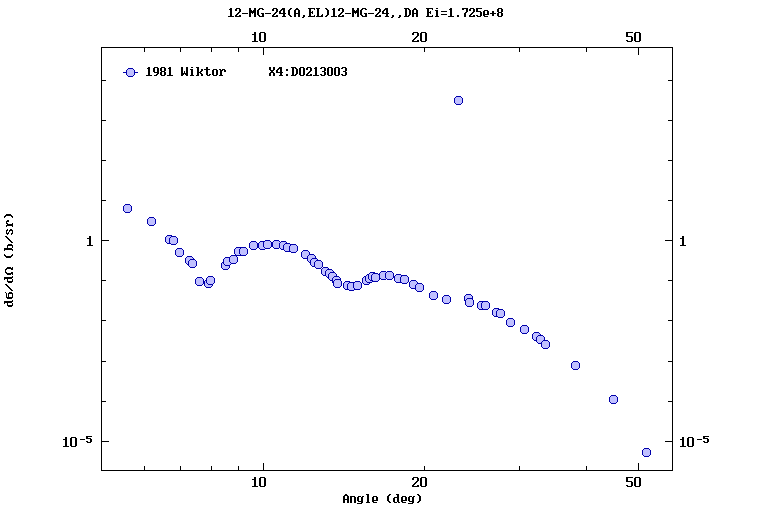 12-MG-24(A,EL)12-MG-24,,DA Ei=1.725e+8
10 20 50
1981 Wiktor X4:D0213003
dσ/dΩ (b/sr)
1 1
10-5 10-5
10 20 50
Angle (deg)